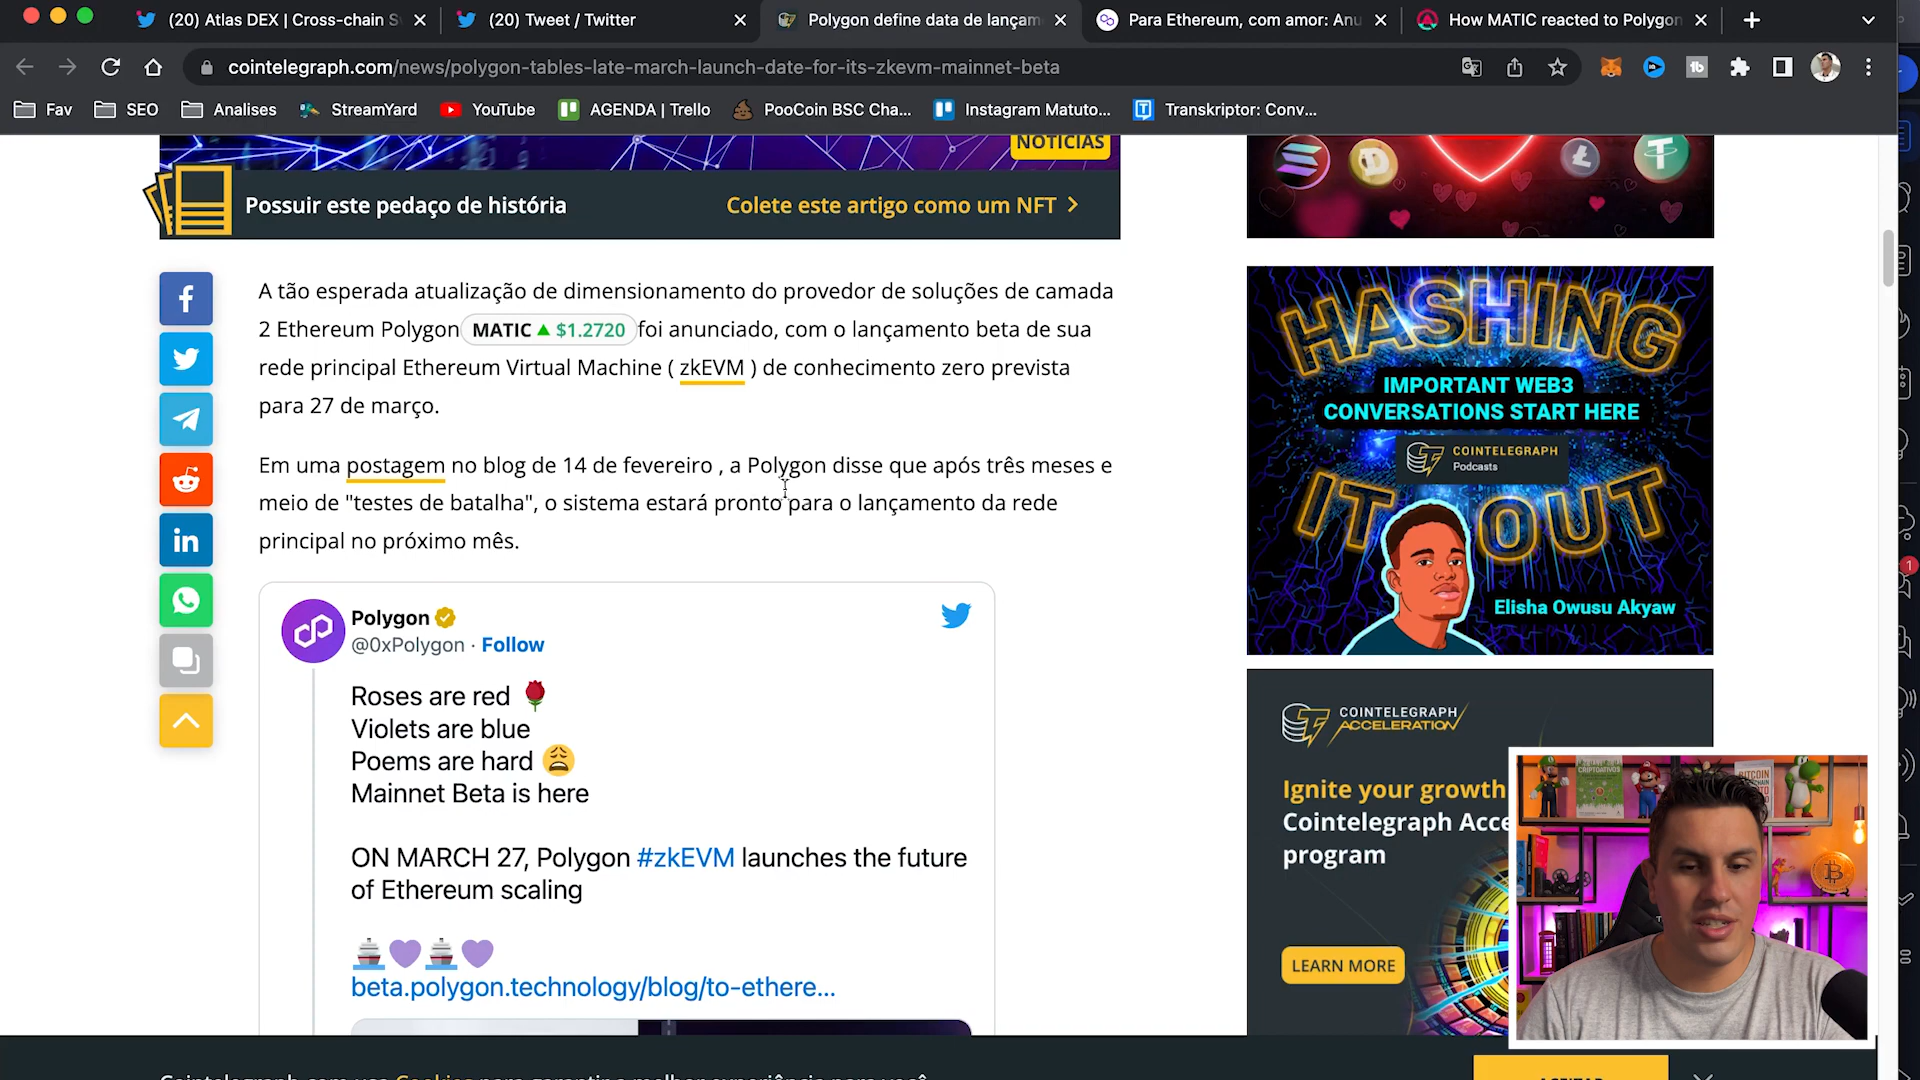 (20) Atlas DEX | Cross-chain S
(20) Tweet / Twitter
Polygon define data de lançam
Para Ethereum, com amor: Anu
How MATIC reacted to Polygon
cointelegraph.com/news/polygon-tables-late-march-launch-date-for-its-zkevm-mainnet-beta
Fav
SEO
Analises
StreamYard
YouTube
AGENDA | Trello
PooCoin BSC Cha...
Instagram Matuto...
Transkriptor: Conv...
NOTÍCIAS
Possuir este pedaço de história
Colete este artigo como um NFT >
A tão esperada atualização de dimensionamento do provedor de soluções de camada
2 Ethereum Polygon MATIC ▲ $1.2720 foi anunciado, com o lançamento beta de sua
rede principal Ethereum Virtual Machine ( zkEVM ) de conhecimento zero prevista
para 27 de março.
Em uma postagem no blog de 14 de fevereiro , a Polygon disse que após três meses e
meio de "testes de batalha", o sistema estará pronto para o lançamento da rede
principal no próximo mês.
Polygon
@0xPolygon · Follow
Roses are red 🌹
Violets are blue
Poems are hard 😩
Mainnet Beta is here
ON MARCH 27, Polygon #zkEVM launches the future
of Ethereum scaling
🚢💜🚢💜
beta.polygon.technology/blog/to-ethere...
HASHING
IMPORTANT WEB3
CONVERSATIONS START HERE
COINTELEGRAPH
Podcasts
IT OUT
Elisha Owusu Akyaw
COINTELEGRAPH
ACCELERATION
Ignite your growth
Cointelegraph Acce
program
LEARN MORE
CRIPTOATIVOS
BITCOIN
1